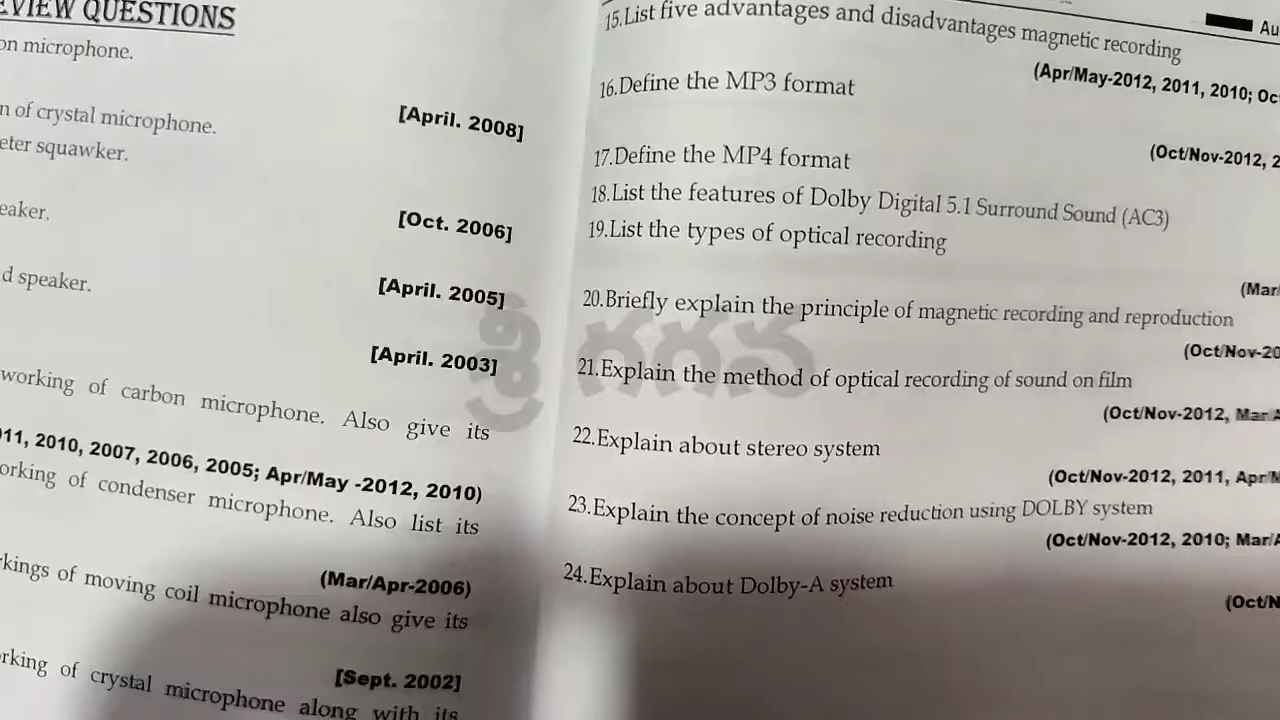 REVIEW QUESTIONS
on microphone.
n of crystal microphone.
[April. 2008]
eter squawker.
eaker.
[Oct. 2006]
d speaker.
[April. 2005]
[April. 2003]
working of carbon microphone. Also give its
011, 2010, 2007, 2006, 2005; Apr/May -2012, 2010)
orking of condenser microphone. Also list its
(Mar/Apr-2006)
rkings of moving coil microphone also give its
[Sept. 2002]
rking of crystal microphone along with its
Au
15.List five advantages and disadvantages magnetic recording
(Apr/May-2012, 2011, 2010; Oc
16.Define the MP3 format
(Oct/Nov-2012, 2
17.Define the MP4 format
18.List the features of Dolby Digital 5.1 Surround Sound (AC3)
19.List the types of optical recording
(Mar/
20.Briefly explain the principle of magnetic recording and reproduction
(Oct/Nov-20
21.Explain the method of optical recording of sound on film
(Oct/Nov-2012, Mar A
22.Explain about stereo system
(Oct/Nov-2012, 2011, Apr/M
23.Explain the concept of noise reduction using DOLBY system
(Oct/Nov-2012, 2010; Mar/A
24.Explain about Dolby-A system
(Oct/N
శ్రీ గగన